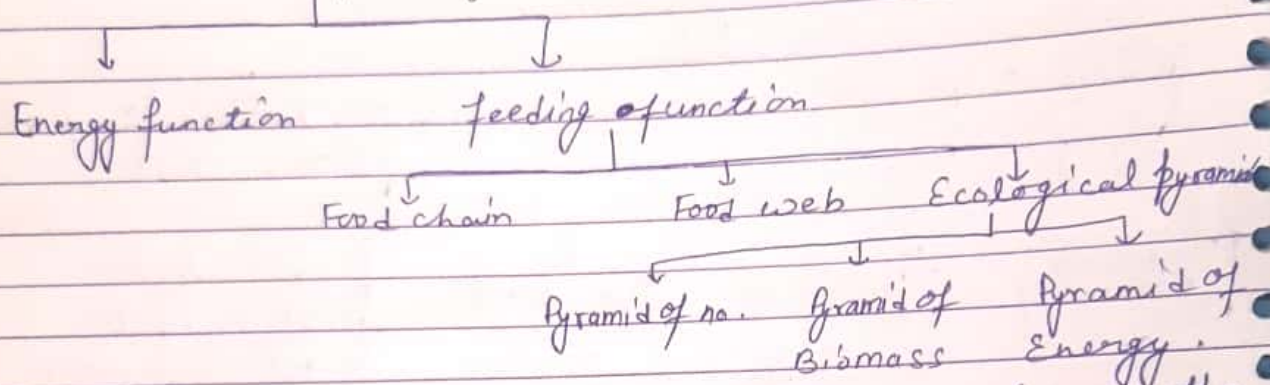 Energy function feeding function
Food chain Food web Ecological pyramid
Pyramid of no. Pyramid of Pyramid of
Biomass Energy.